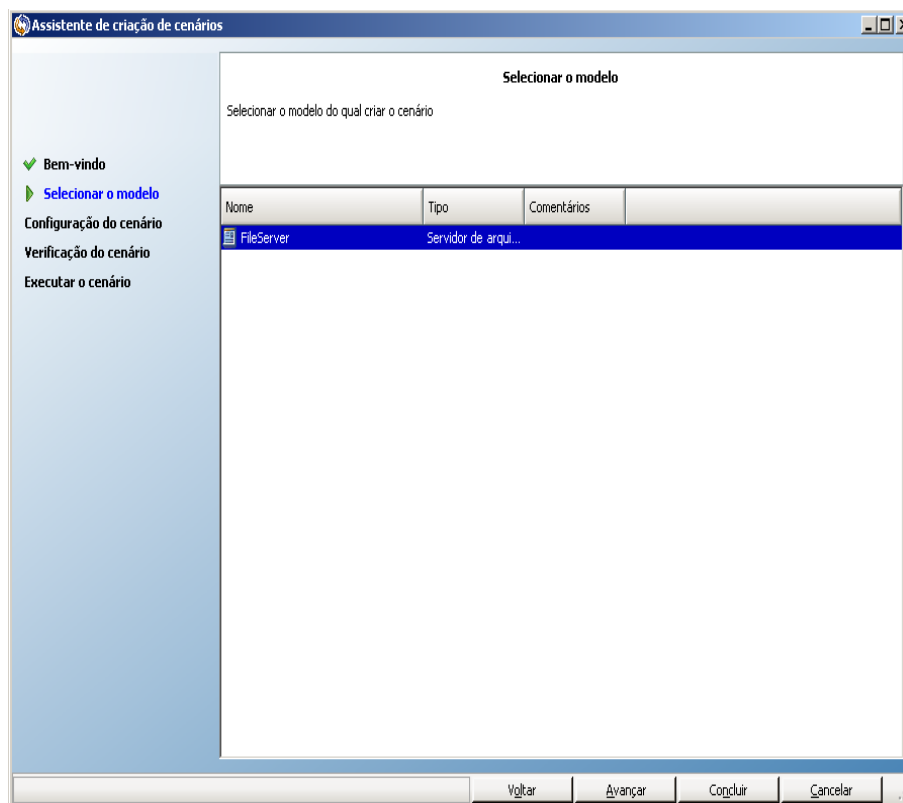 Assistente de criação de cenários
Selecionar o modelo
Selecionar o modelo do qual criar o cenário
Bem-vindo
Selecionar o modelo
Configuração do cenário
Verificação do cenário
Executar o cenário
Nome Tipo Comentários
FileServer Servidor de arqui...
Voltar Avançar Concluir Cancelar